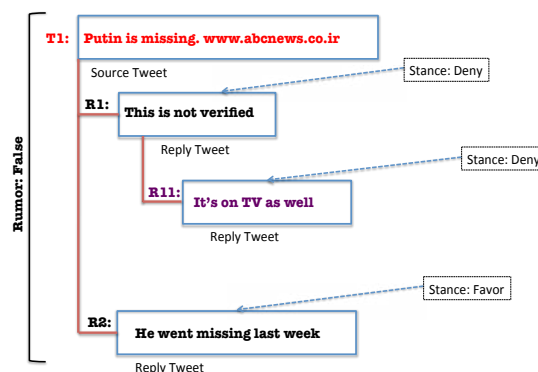 T1: Putin is missing. www.abcnews.co.ir
Source Tweet
Stance: Deny
R1: This is not verified
Reply Tweet
Stance: Deny
R11: It's on TV as well
Reply Tweet
Rumor: False
Stance: Favor
R2: He went missing last week
Reply Tweet